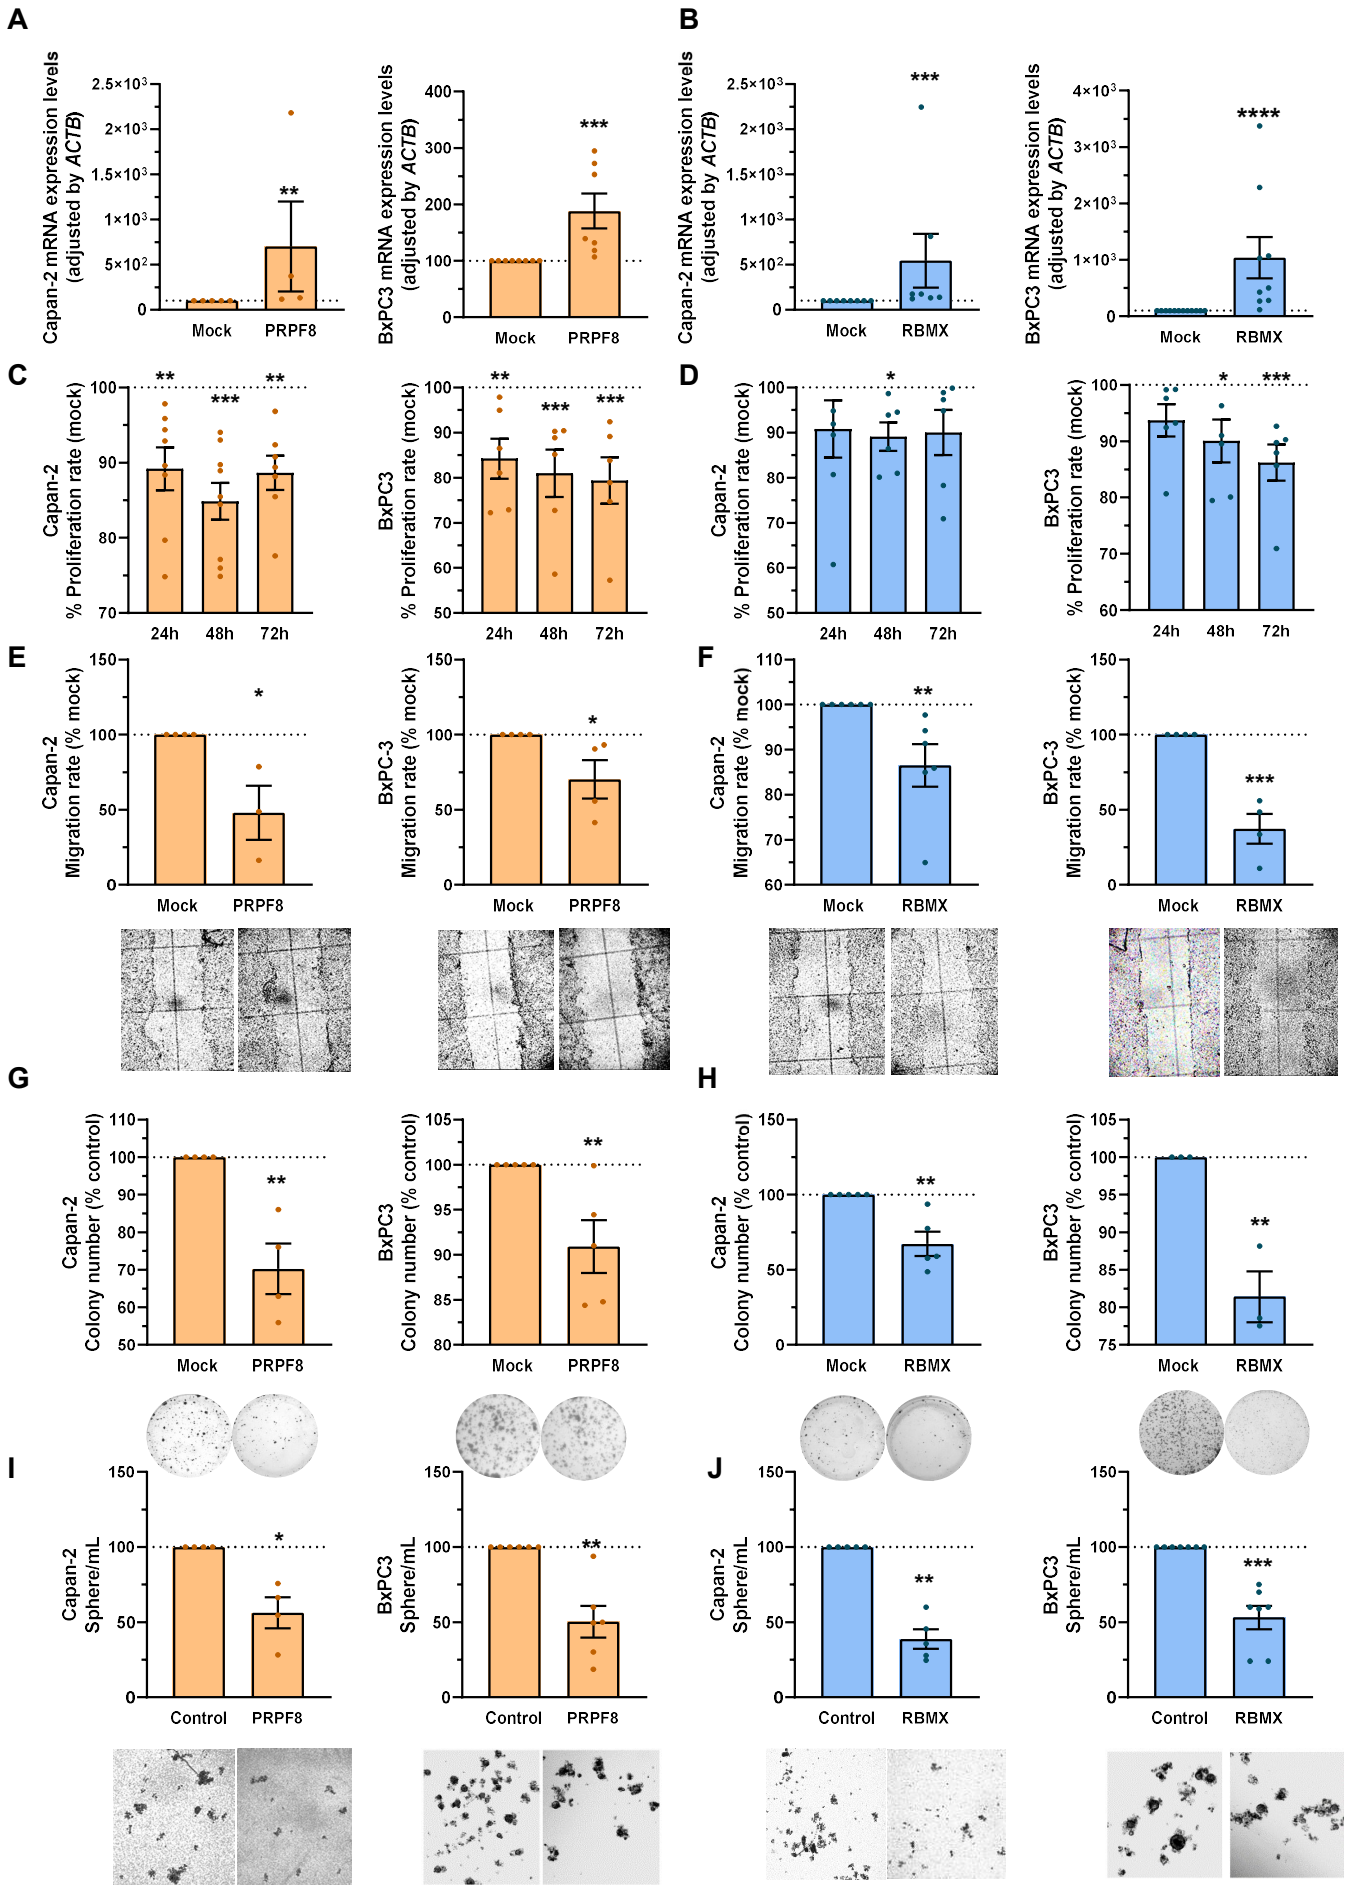 A
B
Capan-2 mRNA expression levels
(adjusted by ACTB)
2.5×10³
2×10³
1.5×10³
1×10³
5×10²
0
Mock
PRPF8
**
BxPC3 mRNA expression levels
(adjusted by ACTB)
400
300
200
100
0
Mock
PRPF8
***
Capan-2 mRNA expression levels
(adjusted by ACTB)
2.5×10³
2×10³
1.5×10³
1×10³
5×10²
0
Mock
RBMX
***
BxPC3 mRNA expression levels
(adjusted by ACTB)
4×10³
3×10³
2×10³
1×10³
0
Mock
RBMX
****
C
Capan-2
% Proliferation rate (mock)
100
90
80
70
24h
48h
72h
**
***
**
BxPC3
% Proliferation rate (mock)
100
90
80
70
60
50
24h
48h
72h
**
***
***
D
Capan-2
% Proliferation rate (mock)
100
90
80
70
60
50
24h
48h
72h
*
BxPC3
% Proliferation rate (mock)
100
90
80
70
60
24h
48h
72h
*
***
E
Capan-2
Migration rate (% mock)
150
100
50
0
Mock
PRPF8
*
BxPC-3
Migration rate (% mock)
150
100
50
0
Mock
PRPF8
*
F
Capan-2
Migration rate (% mock)
110
100
90
80
70
60
Mock
RBMX
**
BxPC-3
Migration rate (% mock)
150
100
50
0
Mock
RBMX
***
G
Capan-2
Colony number (% control)
110
100
90
80
70
60
50
Mock
PRPF8
**
BxPC3
Colony number (% control)
105
100
95
90
85
80
Mock
PRPF8
**
H
Capan-2
Colony number (% control)
150
100
50
0
Mock
RBMX
**
BxPC3
Colony number (% control)
105
100
95
90
85
80
75
Mock
RBMX
**
I
Capan-2
Sphere/mL
150
100
50
0
Control
PRPF8
*
BxPC3
Sphere/mL
150
100
50
0
Control
PRPF8
**
J
Capan-2
Sphere/mL
150
100
50
0
Control
RBMX
**
BxPC3
Sphere/mL
150
100
50
0
Control
RBMX
***